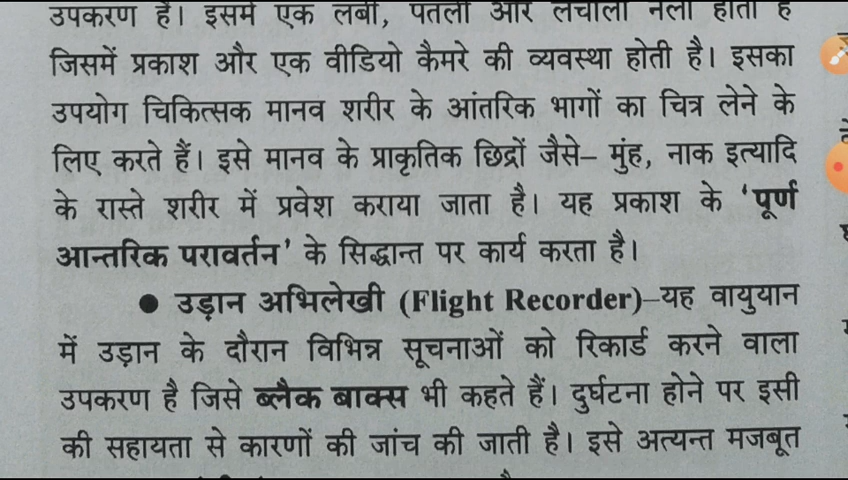 उपकरण है। इसमें एक लंबी, पतली और लचीली नली होती है
जिसमें प्रकाश और एक वीडियो कैमरे की व्यवस्था होती है। इसका
उपयोग चिकित्सक मानव शरीर के आंतरिक भागों का चित्र लेने के
लिए करते हैं। इसे मानव के प्राकृतिक छिद्रों जैसे– मुंह, नाक इत्यादि
के रास्ते शरीर में प्रवेश कराया जाता है। यह प्रकाश के 'पूर्ण
आन्तरिक परावर्तन' के सिद्धान्त पर कार्य करता है।
● उड़ान अभिलेखी (Flight Recorder)–यह वायुयान
में उड़ान के दौरान विभिन्न सूचनाओं को रिकार्ड करने वाला
उपकरण है जिसे ब्लैक बाक्स भी कहते हैं। दुर्घटना होने पर इसी
की सहायता से कारणों की जांच की जाती है। इसे अत्यन्त मजबूत